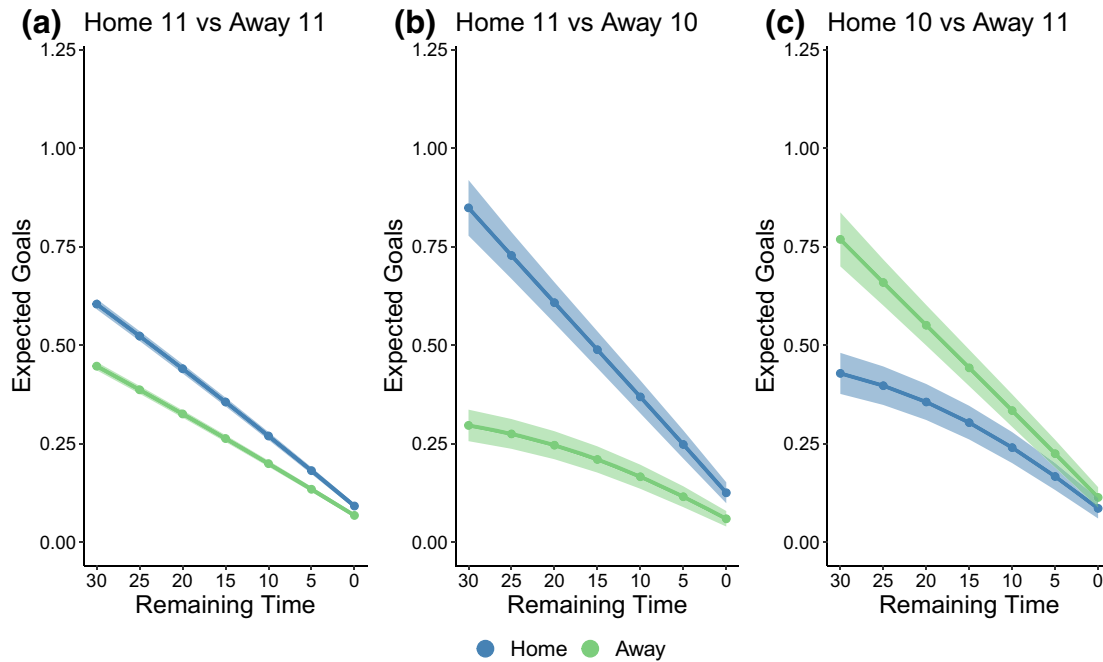 (a) Home 11 vs Away 11
1.25
1.00
0.75
0.50
0.25
0.00
Expected Goals
30 25 20 15 10 5 0
Remaining Time
(b) Home 11 vs Away 10
1.25
1.00
0.75
0.50
0.25
0.00
Expected Goals
30 25 20 15 10 5 0
Remaining Time
(c) Home 10 vs Away 11
1.25
1.00
0.75
0.50
0.25
0.00
Expected Goals
30 25 20 15 10 5 0
Remaining Time
Home Away